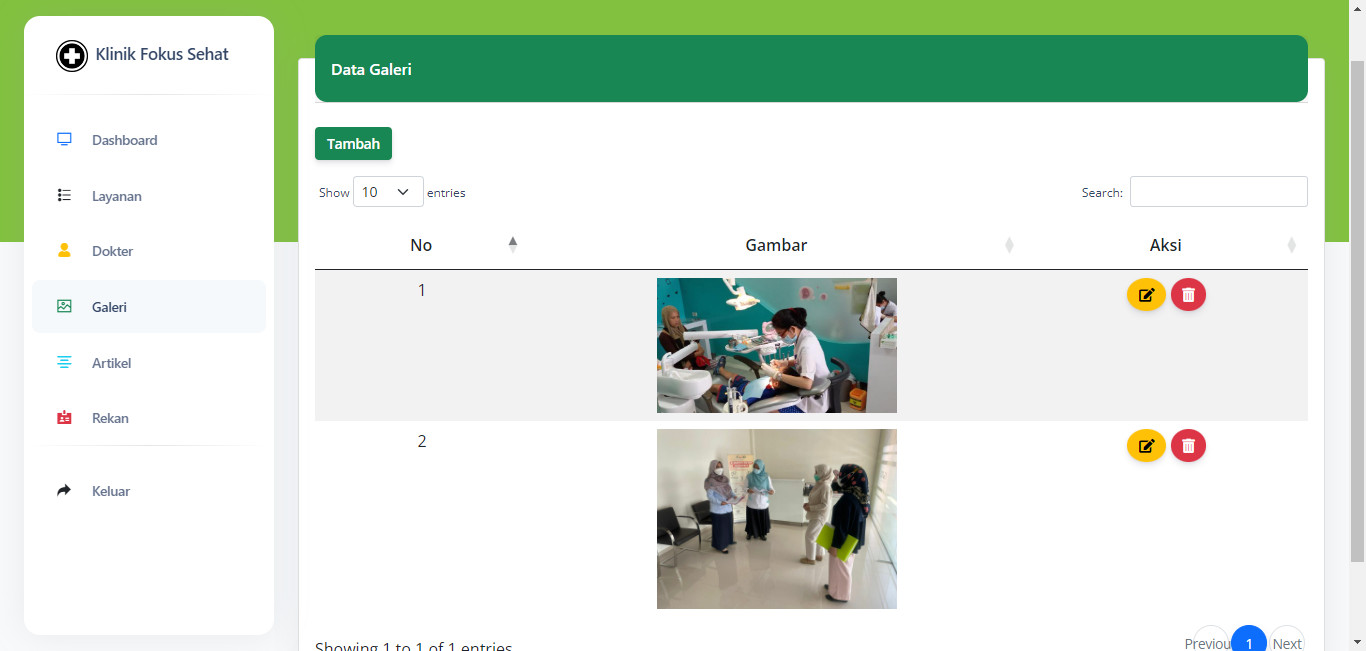 Klinik Fokus Sehat
Dashboard
Layanan
Dokter
Galeri
Artikel
Rekan
Keluar
Data Galeri
Tambah
Show 10 entries
Search:
No Gambar Aksi
1
2
Showing 1 to 1 of 1 entries
Previou 1 Next